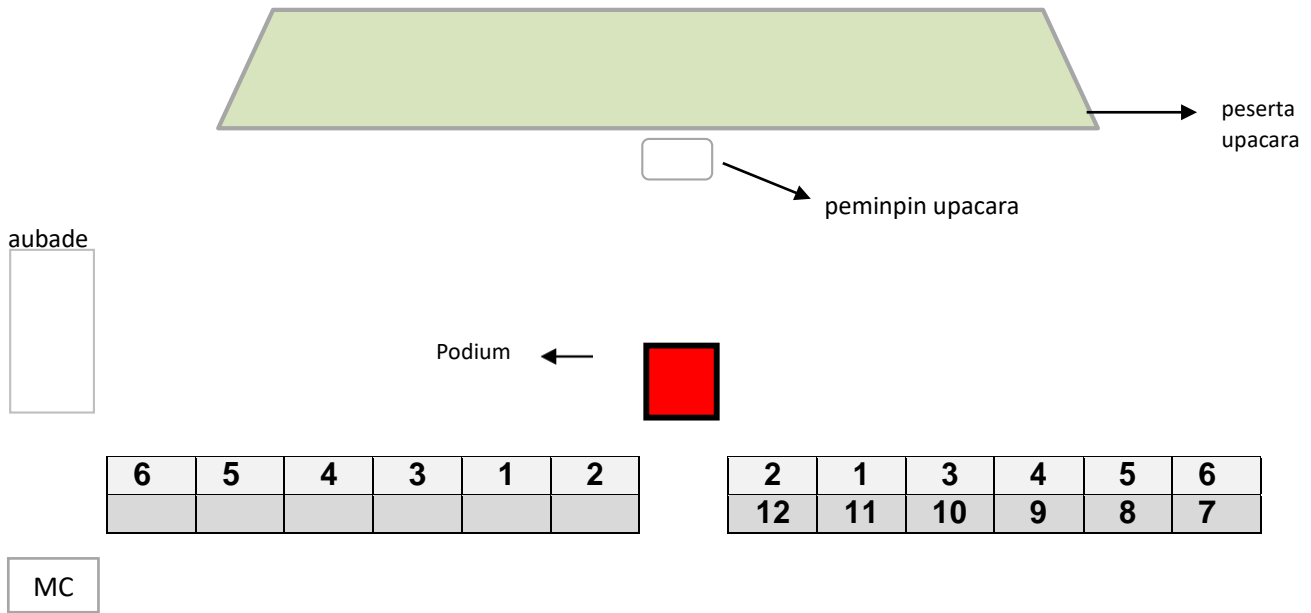 peserta
upacara
peminpin upacara
aubade
Podium
6 5 4 3 1 2
2 1 3 4 5 6
12 11 10 9 8 7
MC